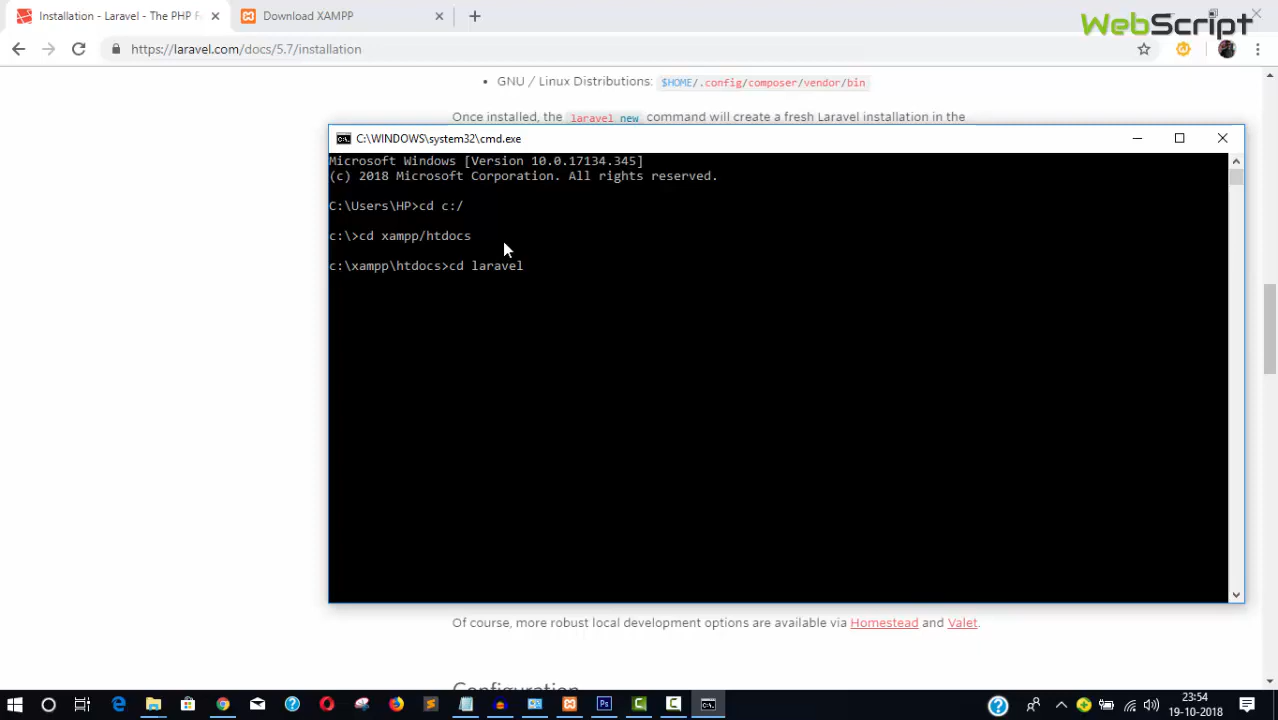 Installation - Laravel - The PHP F
Download XAMPP
WebScript
https://laravel.com/docs/5.7/installation
• GNU / Linux Distributions: $HOME/.config/composer/vendor/bin
Once installed, the laravel new command will create a fresh Laravel installation in the
C:\WINDOWS\system32\cmd.exe
Microsoft Windows [Version 10.0.17134.345]
(c) 2018 Microsoft Corporation. All rights reserved.
C:\Users\HP>cd c:/
c:\>cd xampp/htdocs
c:\xampp\htdocs>cd laravel
Of course, more robust local development options are available via Homestead and Valet.
Configuration
23:54
19-10-2018